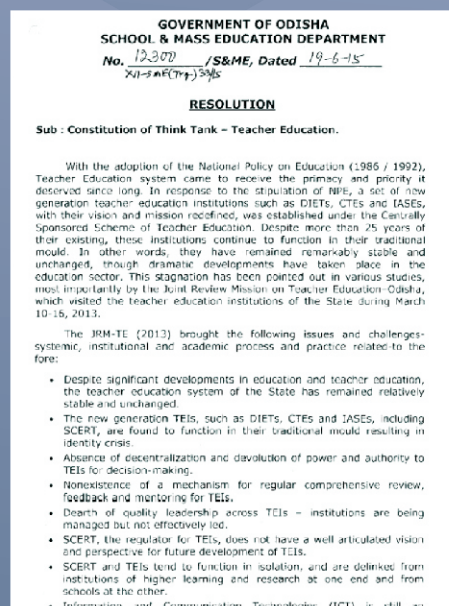 GOVERNMENT OF ODISHA
SCHOOL & MASS EDUCATION DEPARTMENT
No. 12300 /S&ME, Dated 19-6-15
XII-SME(Trg-)33/15
RESOLUTION
Sub : Constitution of Think Tank – Teacher Education.
With the adoption of the National Policy on Education (1986 / 1992),
Teacher Education system came to receive the primacy and priority it
deserved since long. In response to the stipulation of NPE, a set of new
generation teacher education institutions such as DIETs, CTEs and IASEs,
with their vision and mission redefined, was established under the Centrally
Sponsored Scheme of Teacher Education. Despite more than 25 years of
their existing, these institutions continue to function in their traditional
mould. In other words, they have remained remarkably stable and
unchanged, though dramatic developments have taken place in the
education sector. This stagnation has been pointed out in various studies,
most importantly by the Joint Review Mission on Teacher Education-Odisha,
which visited the teacher education institutions of the State during March
10-16, 2013.
The JRM-TE (2013) brought the following issues and challenges-
systemic, institutional and academic process and practice related-to the
fore:
• Despite significant developments in education and teacher education,
the teacher education system of the State has remained relatively
stable and unchanged.
• The new generation TEIs, such as DIETs, CTEs and IASEs, including
SCERT, are found to function in their traditional mould resulting in
identity crisis.
• Absence of decentralization and devolution of power and authority to
TEIs for decision-making.
• Nonexistence of a mechanism for regular comprehensive review,
feedback and mentoring for TEIs.
• Dearth of quality leadership across TEIs – institutions are being
managed but not effectively led.
• SCERT, the regulator for TEIs, does not have a well articulated vision
and perspective for future development of TEIs.
• SCERT and TEIs tend to function in isolation, and are delinked from
institutions of higher learning and research at one end and from
schools at the other.
• Information and Communication Technologies (ICT) is still an